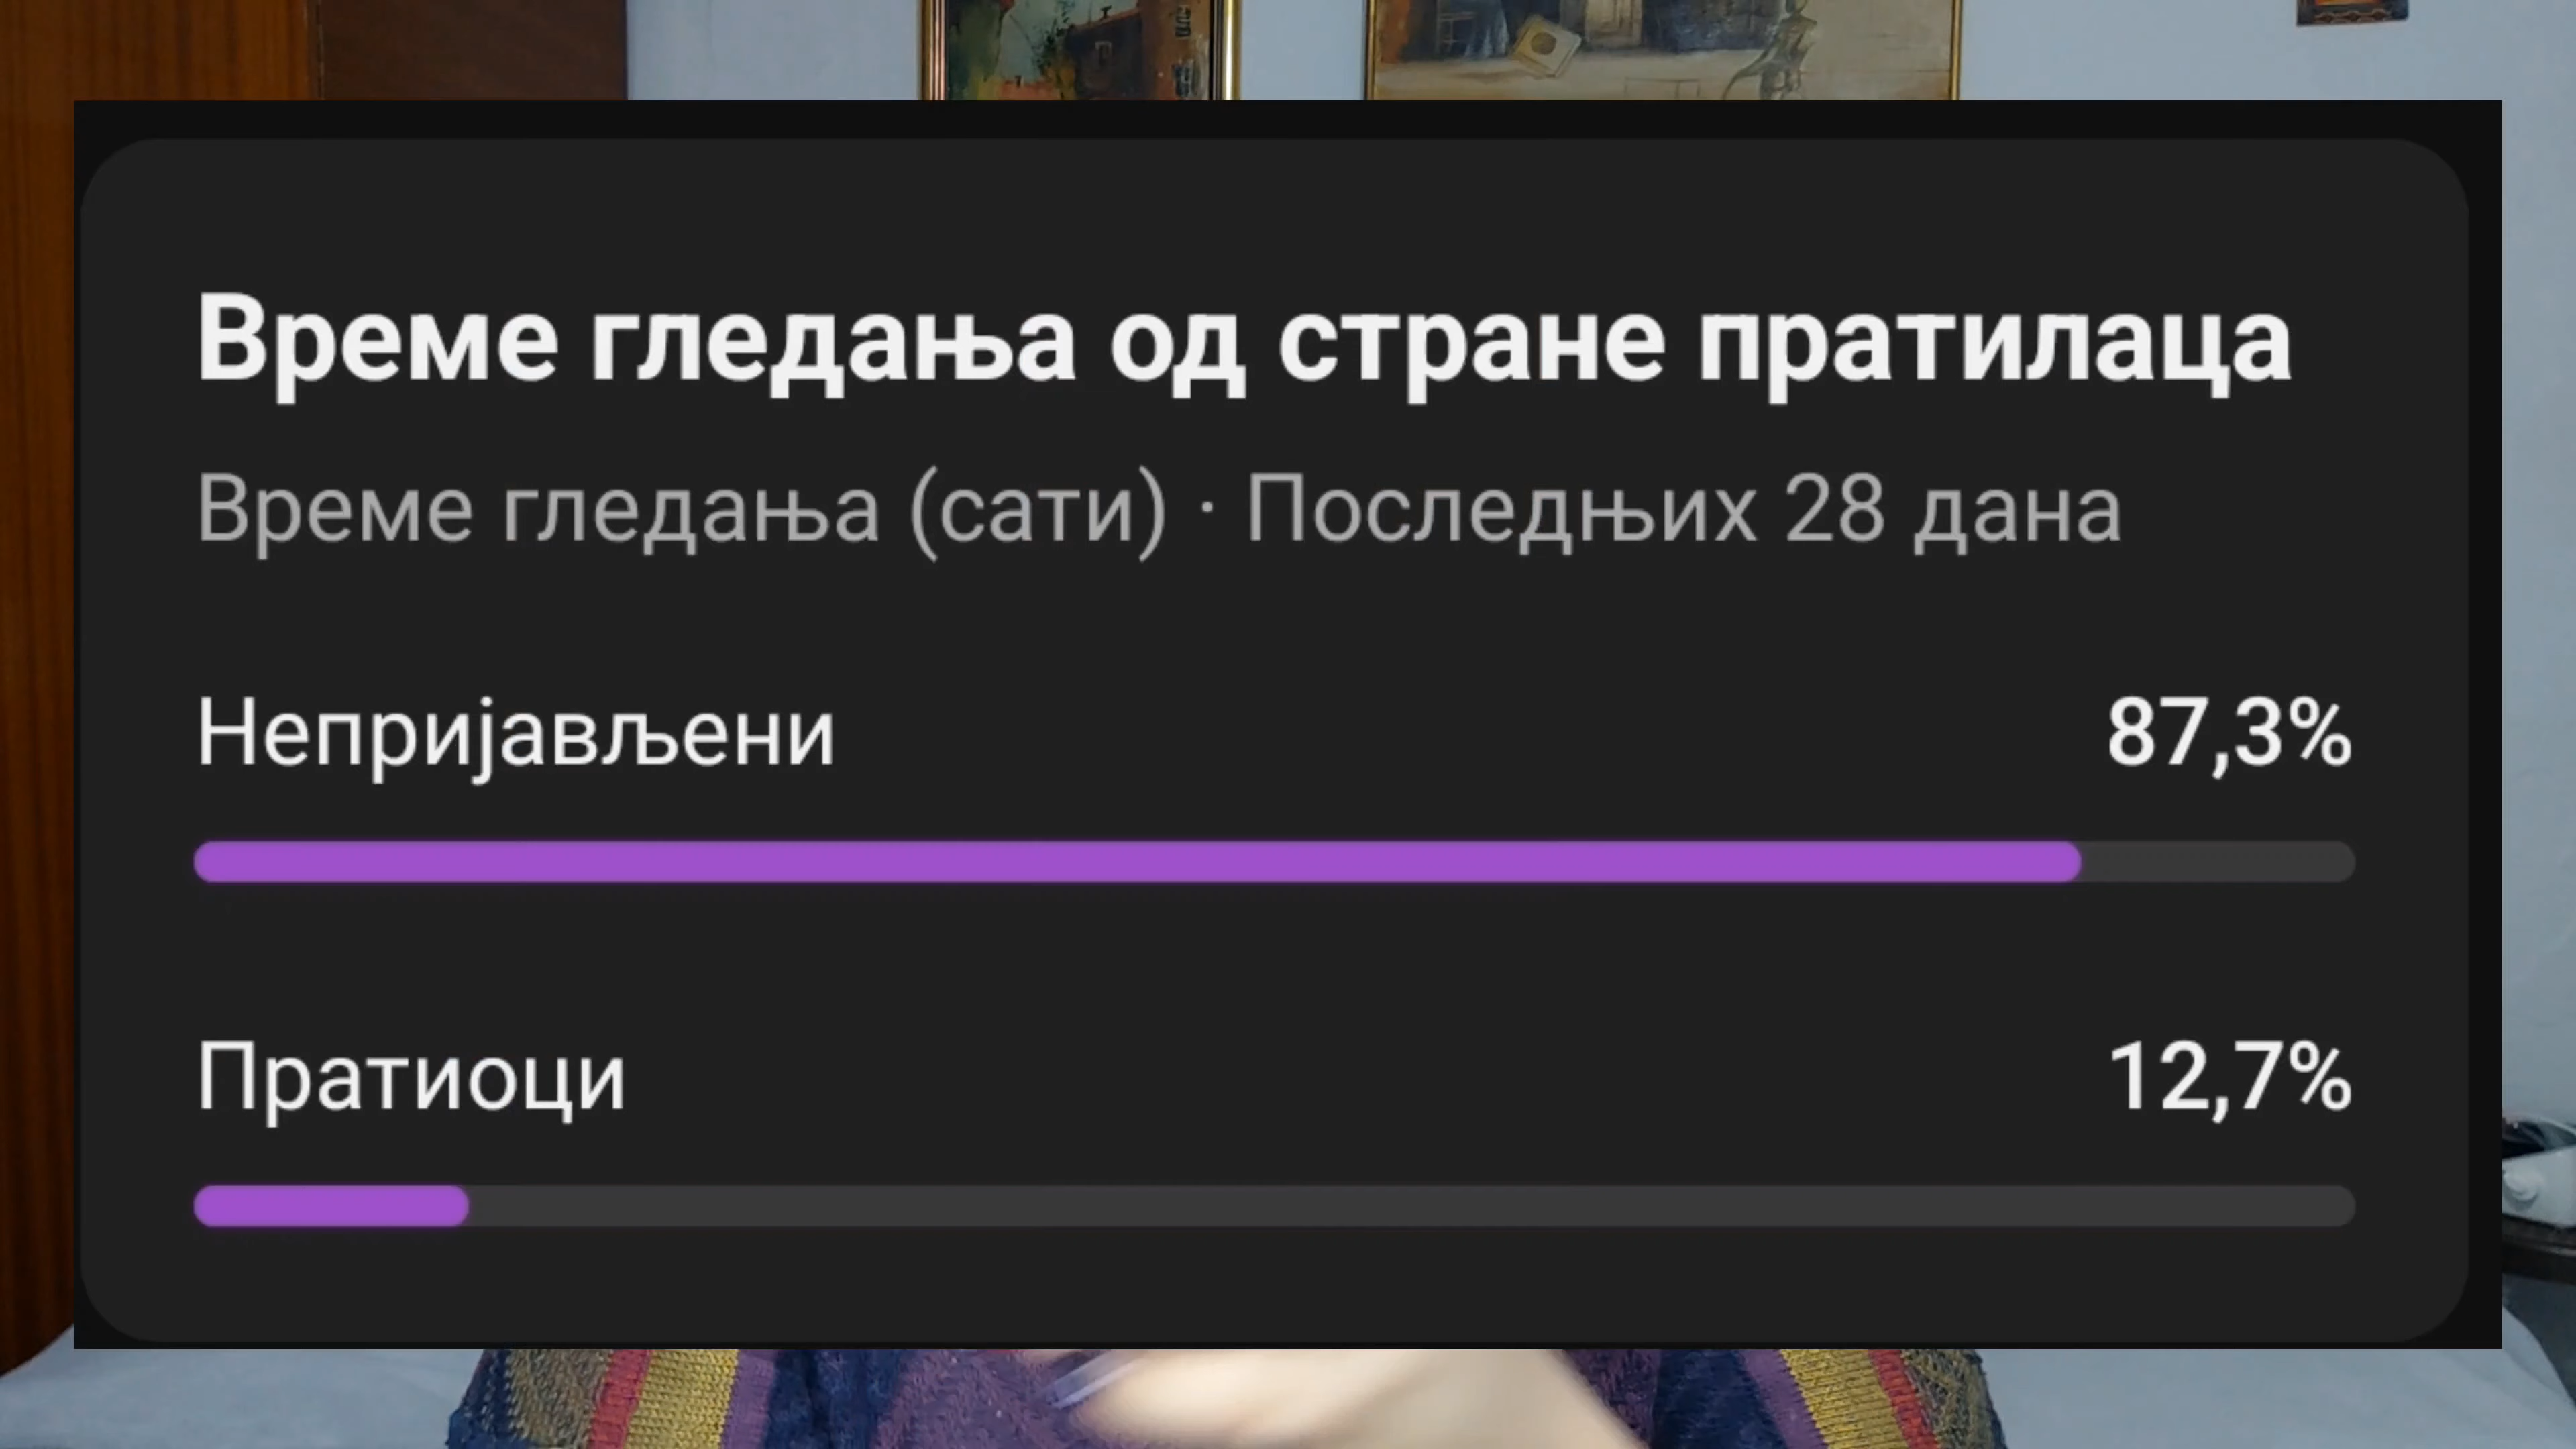 Време гледања од стране пратилаца
Време гледања (сати) · Последњих 28 дана
Непријављени
87,3%
Пратиоци
12,7%